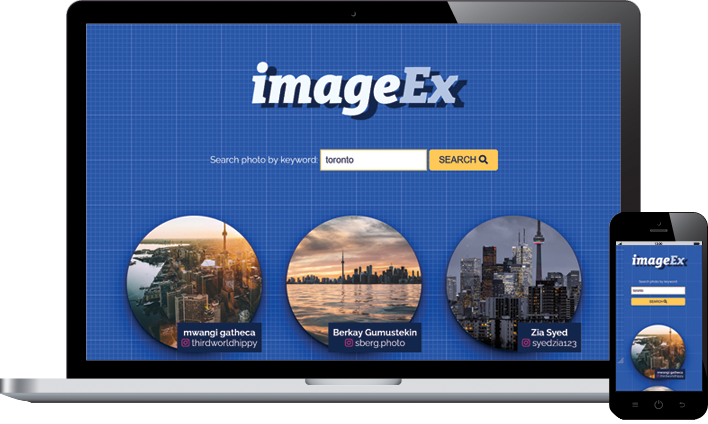 imageEx
Search photo by keyword: toronto SEARCH
mwangi gatheca
thirdworldhippy
Berkay Gumustekin
sberg.photo
Zia Syed
syedzia123
imageEx
Search photo by keyword:
toronto
SEARCH
mwangi gatheca
thirdworldhippy